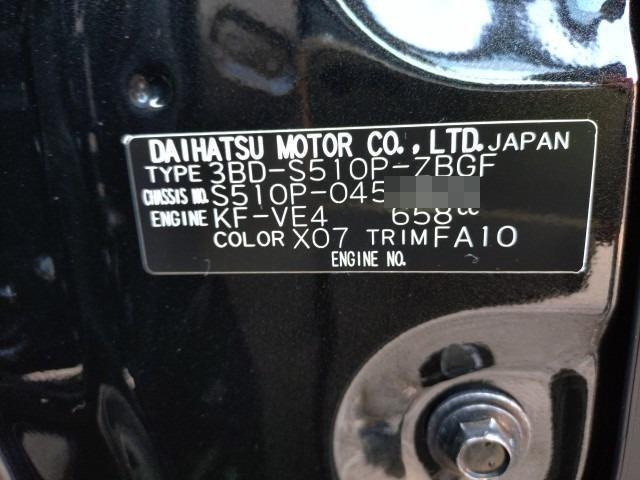 DAIHATSU MOTOR CO., LTD. JAPAN
TYPE 3BD-S510P-ZBGF
CHASSIS NO. S510P-045
ENGINE KF-VE4 658cc
COLOR X07 TRIM FA10
ENGINE NO.